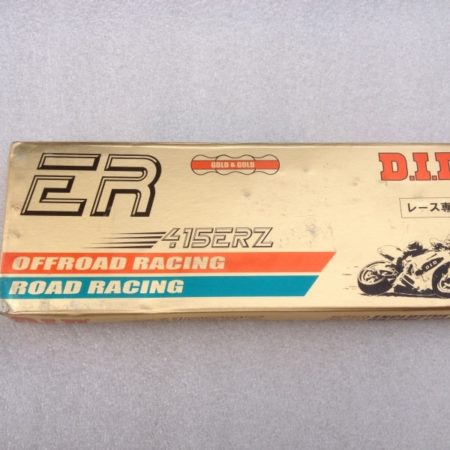 ER
GOLD & GOLD
D.I.D
415ERZ
レース専
OFFROAD RACING
ROAD RACING
D.I.D